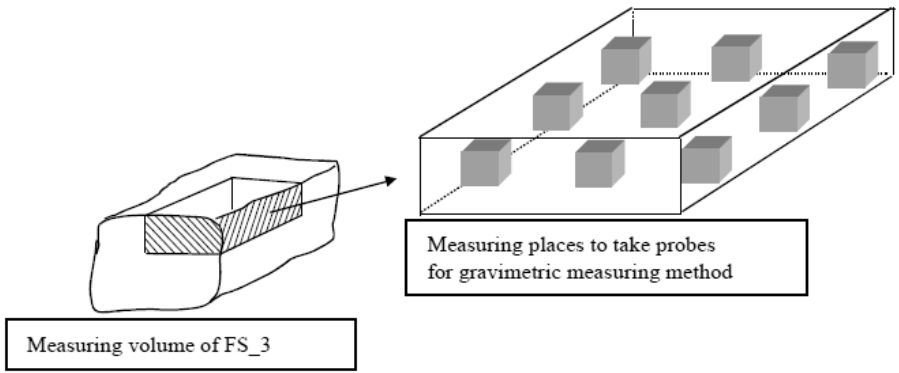 Measuring places to take probes
for gravimetric measuring method
Measuring volume of FS_3